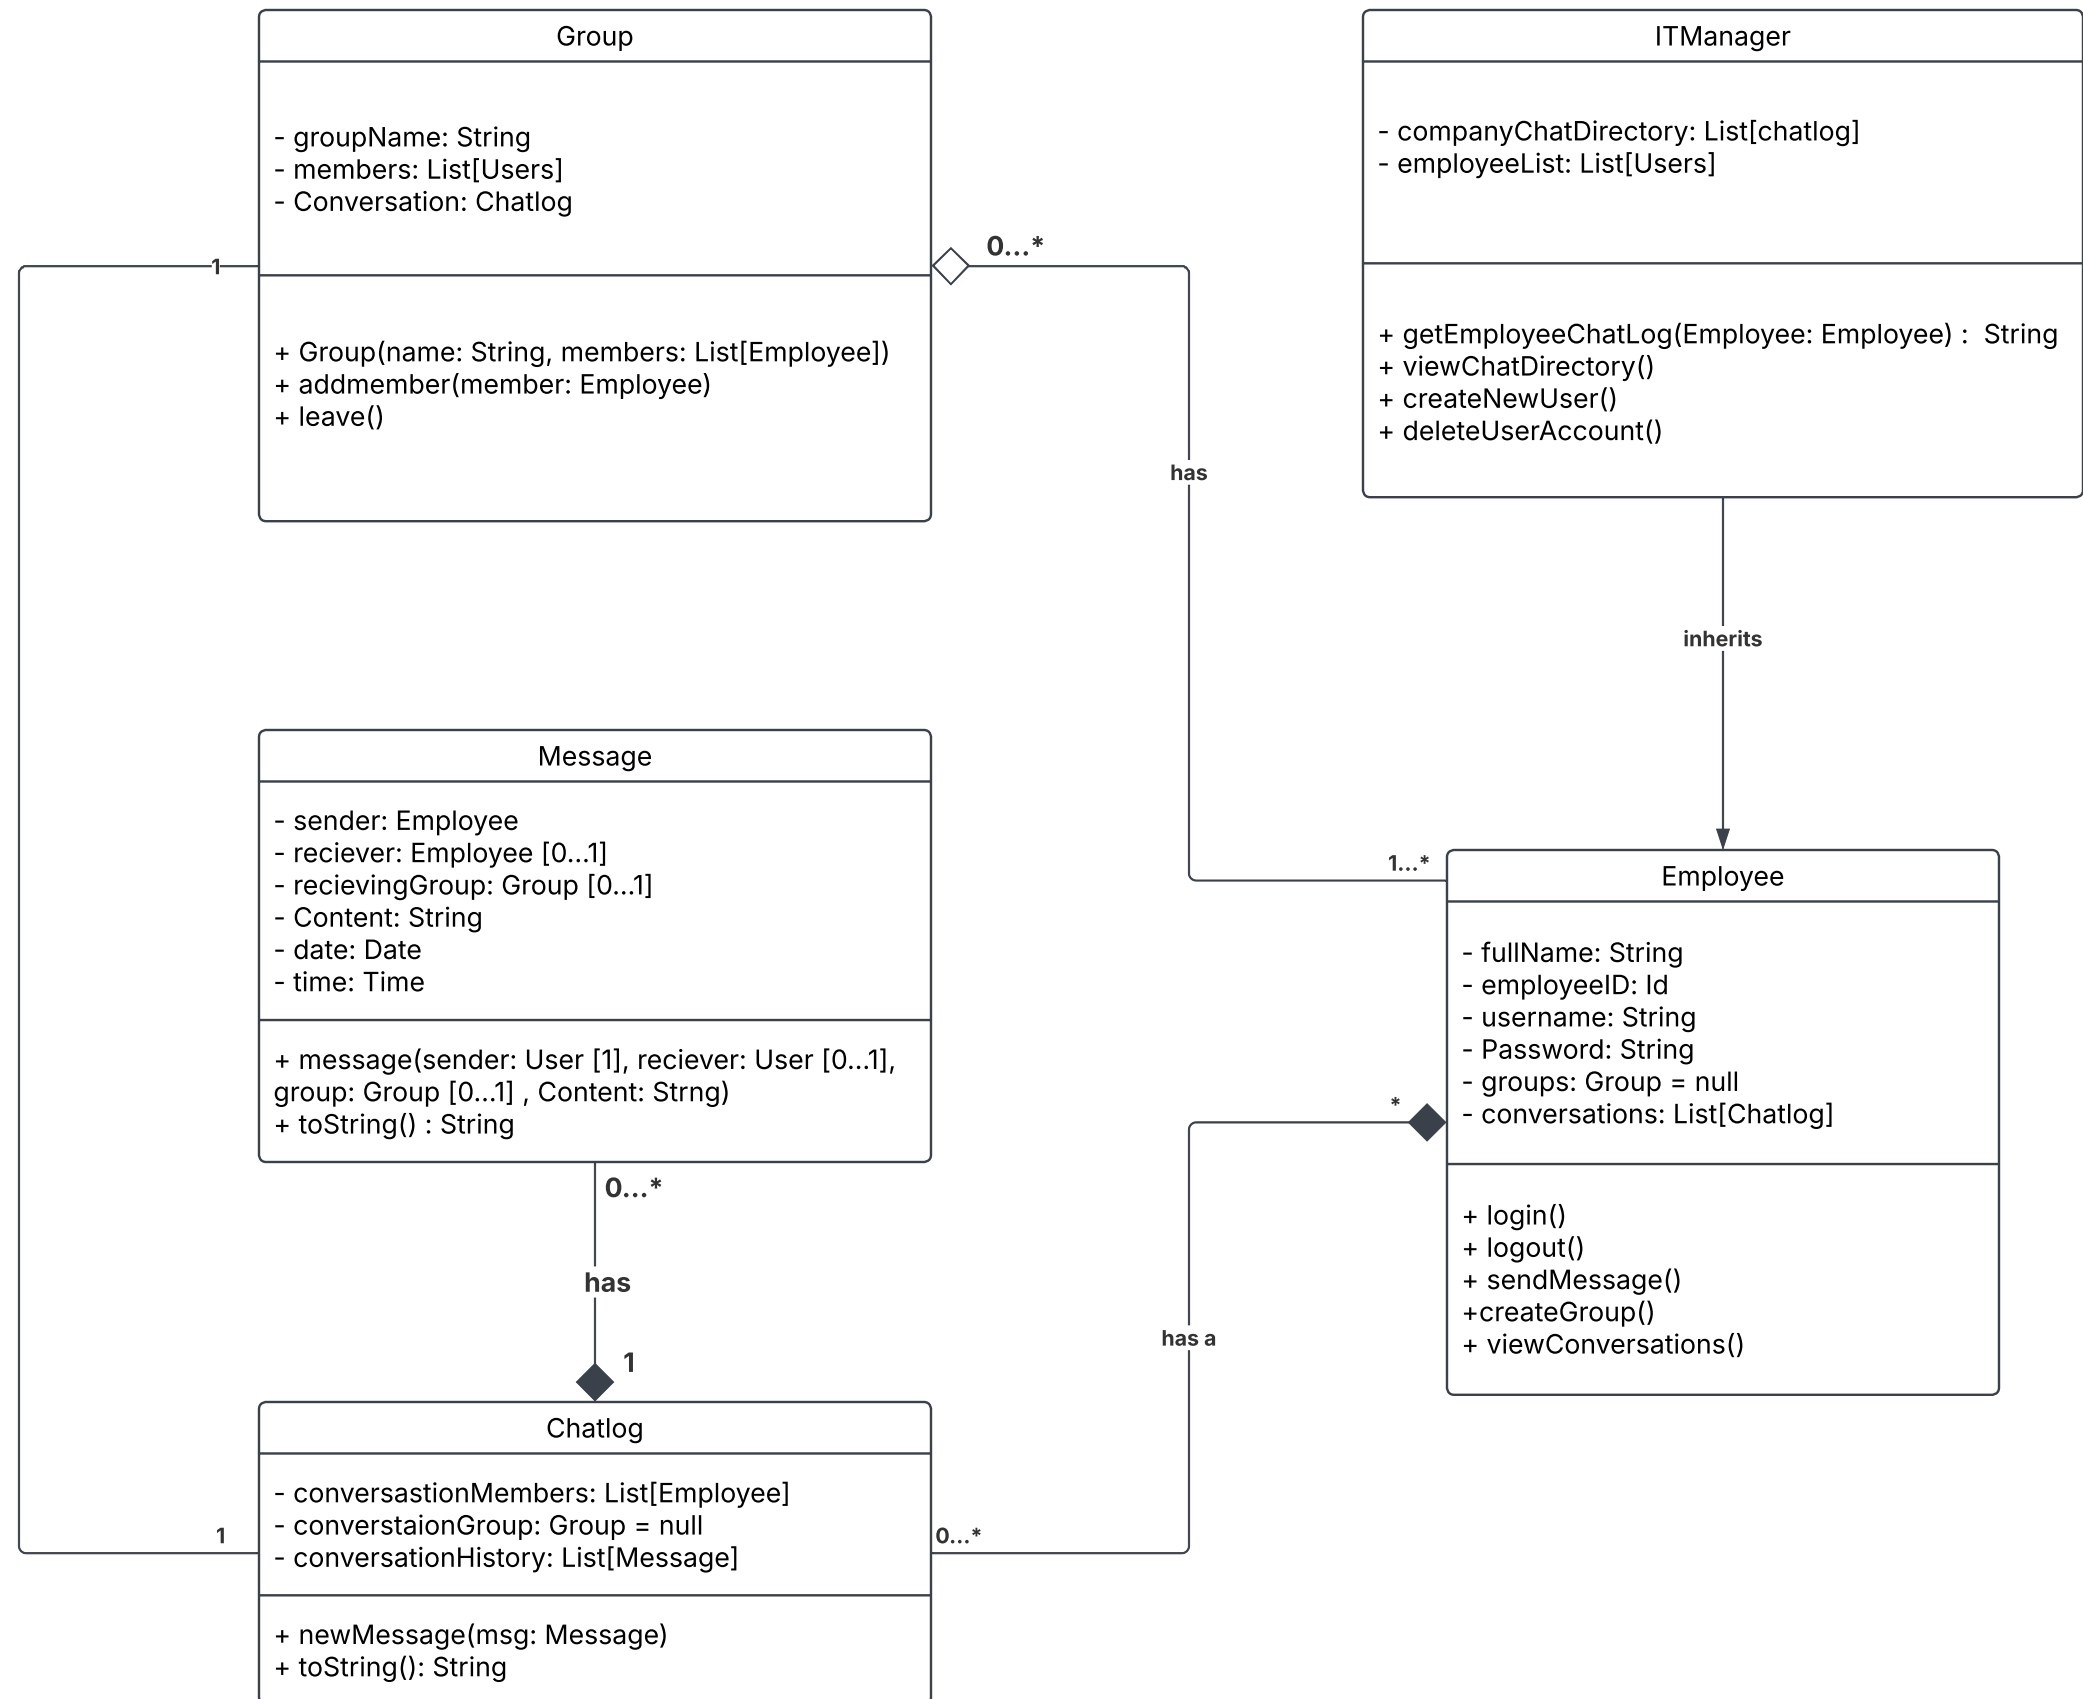 Group
- groupName: String
- members: List[Users]
- Conversation: Chatlog
+ Group(name: String, members: List[Employee])
+ addmember(member: Employee)
+ leave()
1
0...*
has
1...*
ITManager
- companyChatDirectory: List[chatlog]
- employeeList: List[Users]
+ getEmployeeChatLog(Employee: Employee) :  String
+ viewChatDirectory()
+ createNewUser()
+ deleteUserAccount()
inherits
Message
- sender: Employee
- reciever: Employee [0...1]
- recievingGroup: Group [0...1]
- Content: String
- date: Date
- time: Time
+ message(sender: User [1], reciever: User [0...1],
group: Group [0...1] , Content: Strng)
+ toString() : String
0...*
has
1
Employee
- fullName: String
- employeeID: Id
- username: String
- Password: String
- groups: Group = null
- conversations: List[Chatlog]
+ login()
+ logout()
+ sendMessage()
+createGroup()
+ viewConversations()
*
has a
0...*
Chatlog
- conversastionMembers: List[Employee]
- converstaionGroup: Group = null
- conversationHistory: List[Message]
+ newMessage(msg: Message)
+ toString(): String
1